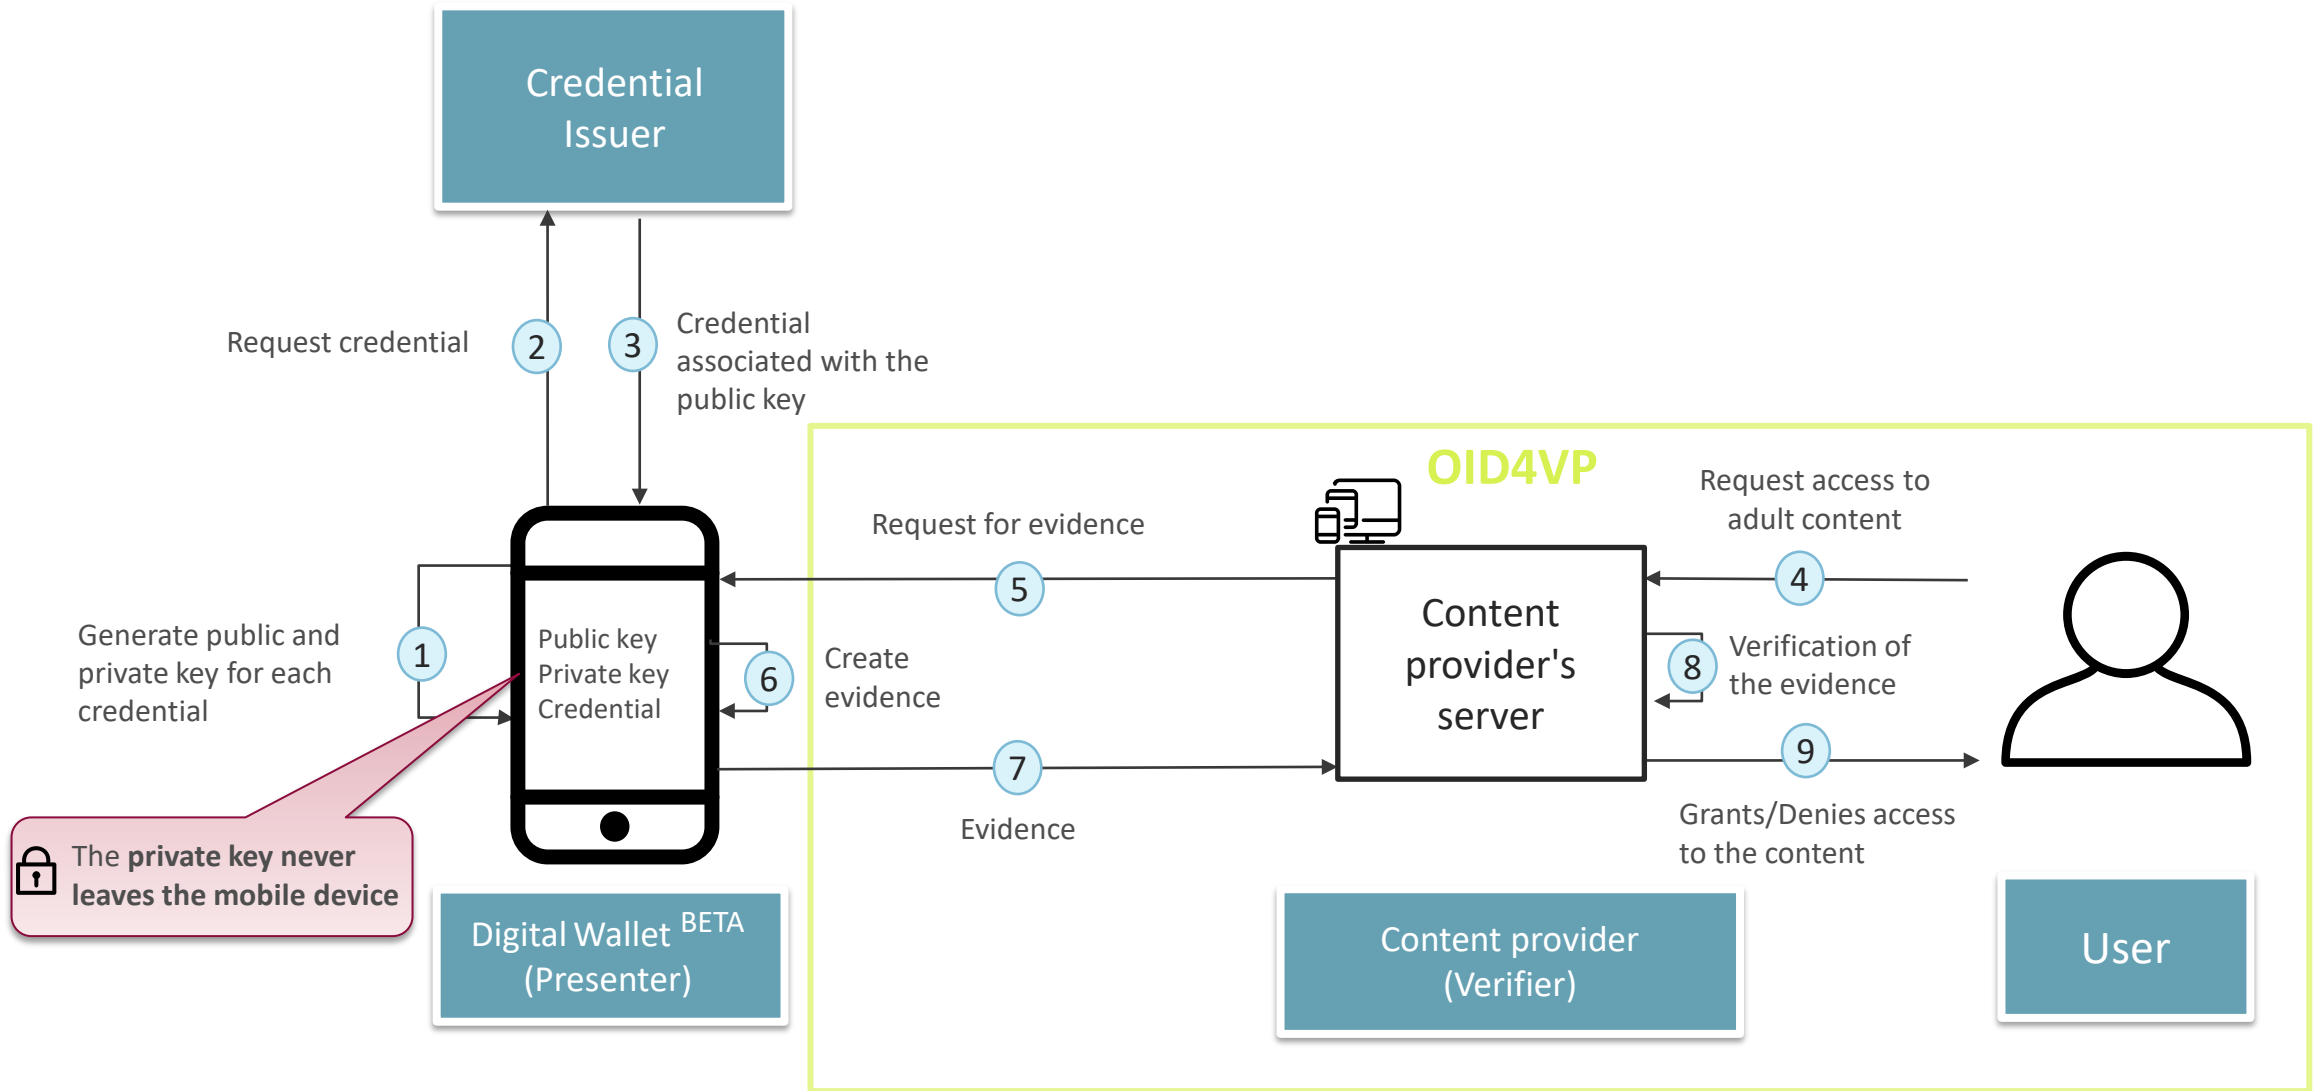 Credential
Issuer
Request credential
2
3
Credential
associated with the
public key
OID4VP
Request access to
adult content
Request for evidence
5
4
Generate public and
private key for each
credential
1
Public key
Private key
Credential
6
Create
evidence
Content
provider's
server
8
Verification of
the evidence
7
Evidence
9
Grants/Denies access
to the content
The private key never
leaves the mobile device
Digital Wallet BETA
(Presenter)
Content provider
(Verifier)
User